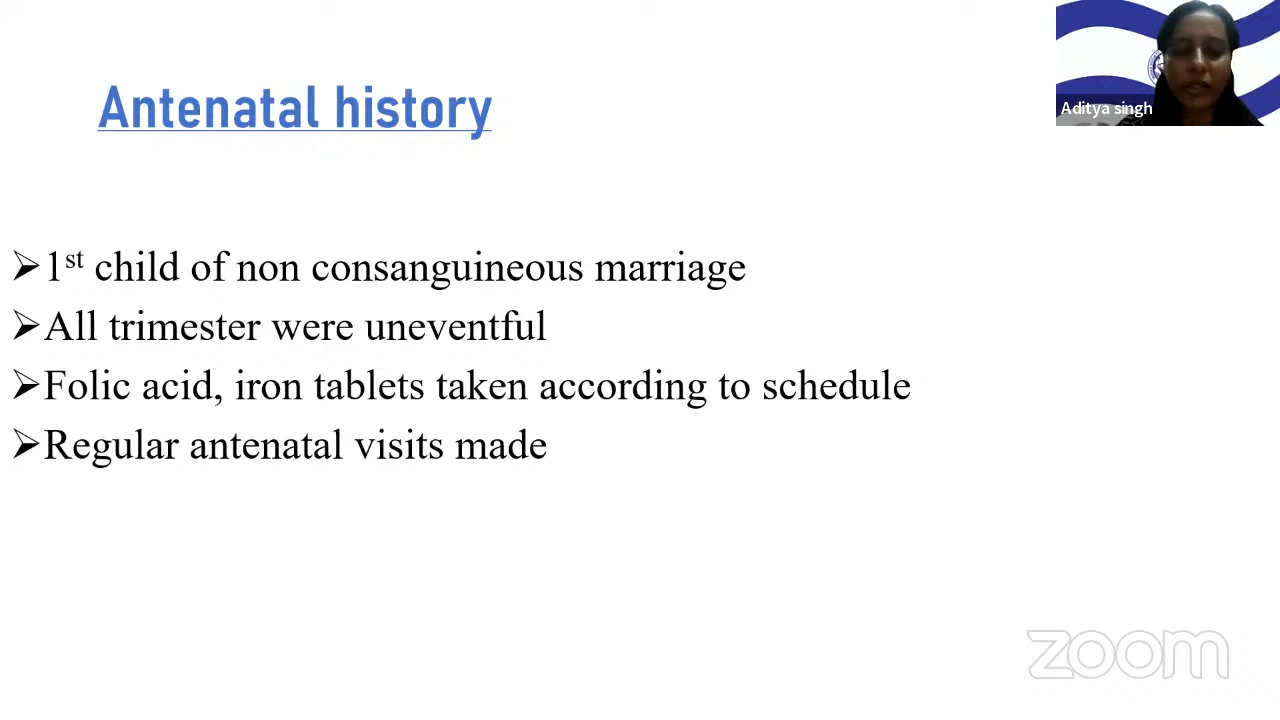 Antenatal history
Aditya singh
➢1st child of non consanguineous marriage
➢All trimester were uneventful
➢Folic acid, iron tablets taken according to schedule
➢Regular antenatal visits made
zoom